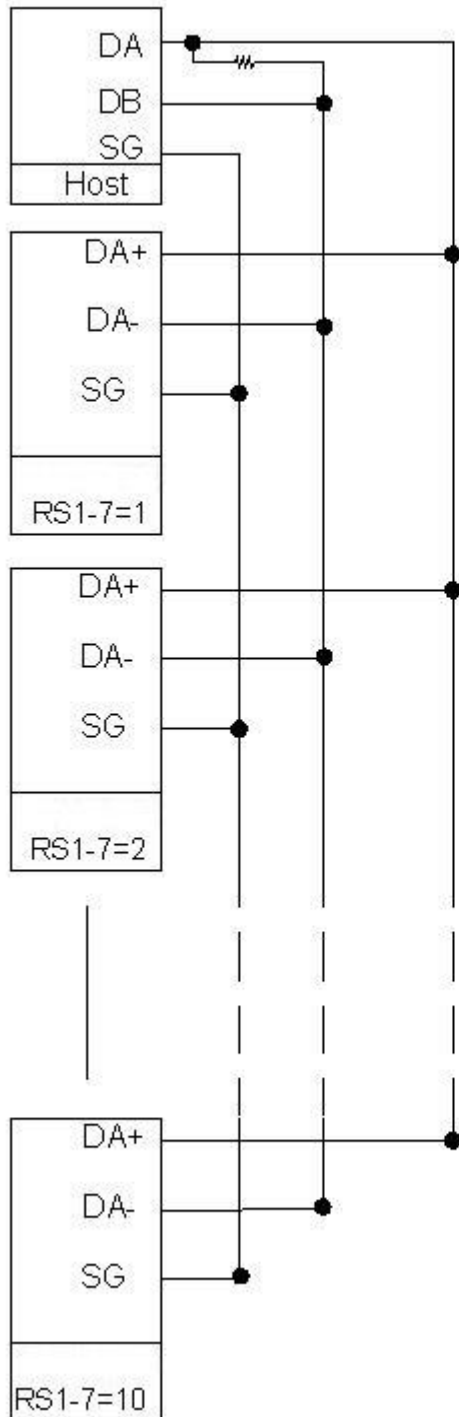 DA
DB
SG
Host
DA+
DA-
SG
RS1-7=1
DA+
DA-
SG
RS1-7=2
DA+
DA-
SG
RS1-7=10